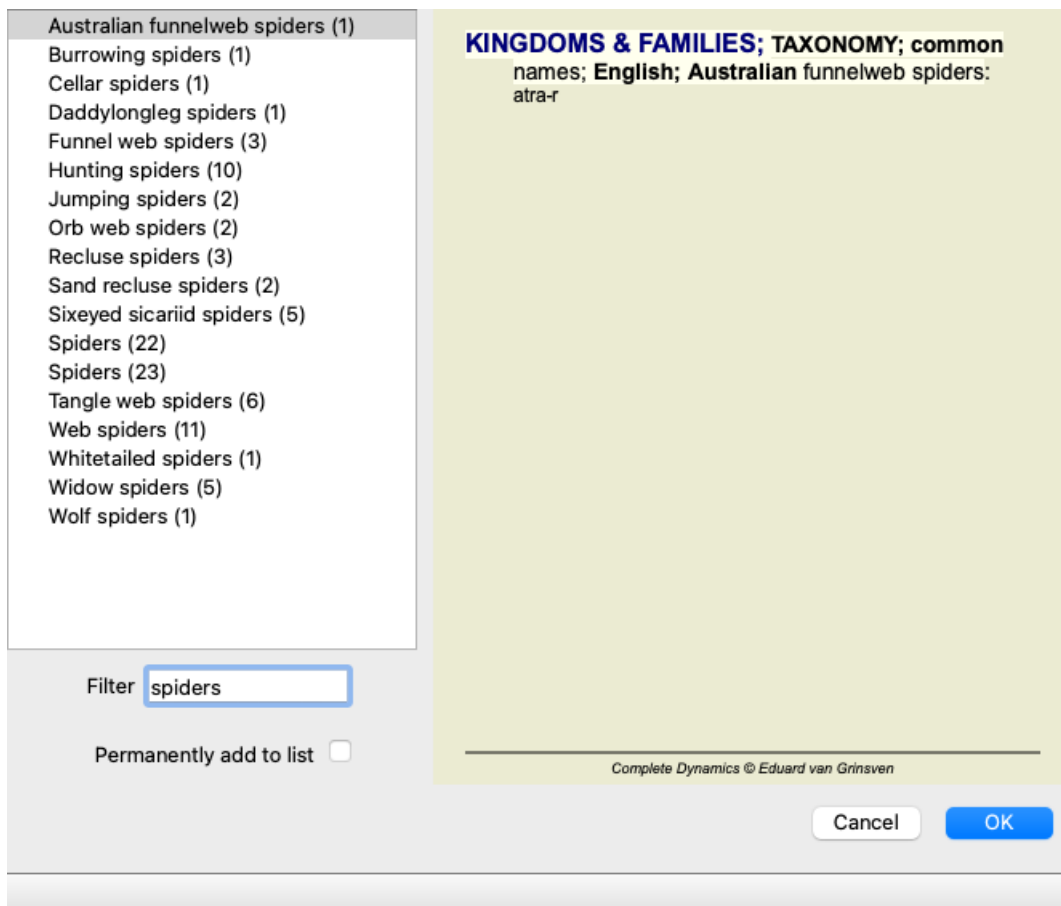 Australian funnelweb spiders (1)
Burrowing spiders (1)
Cellar spiders (1)
Daddylongleg spiders (1)
Funnel web spiders (3)
Hunting spiders (10)
Jumping spiders (2)
Orb web spiders (2)
Recluse spiders (3)
Sand recluse spiders (2)
Sixeyed sicariid spiders (5)
Spiders (22)
Spiders (23)
Tangle web spiders (6)
Web spiders (11)
Whitetailed spiders (1)
Widow spiders (5)
Wolf spiders (1)
Filter spiders
Permanently add to list
KINGDOMS & FAMILIES; TAXONOMY; common
names; English; Australian funnelweb spiders:
atra-r
Complete Dynamics © Eduard van Grinsven
Cancel OK